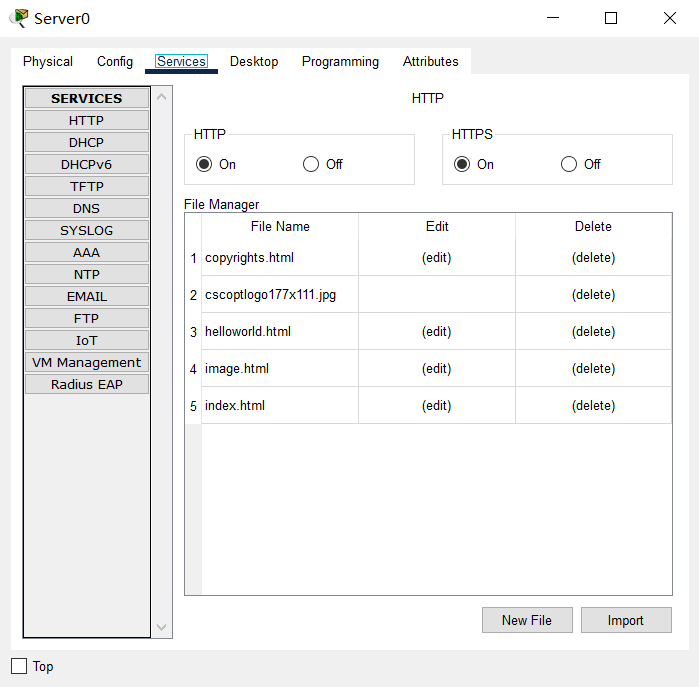 Server0
Physical Config Services Desktop Programming Attributes
SERVICES
HTTP
DHCP
DHCPv6
TFTP
DNS
SYSLOG
AAA
NTP
EMAIL
FTP
IoT
VM Management
Radius EAP
HTTP
HTTP HTTPS
On Off On Off
File Manager
File Name Edit Delete
1 copyrights.html (edit) (delete)
2 cscoptlogo177x111.jpg (delete)
3 helloworld.html (edit) (delete)
4 image.html (edit) (delete)
5 index.html (edit) (delete)
New File Import
Top